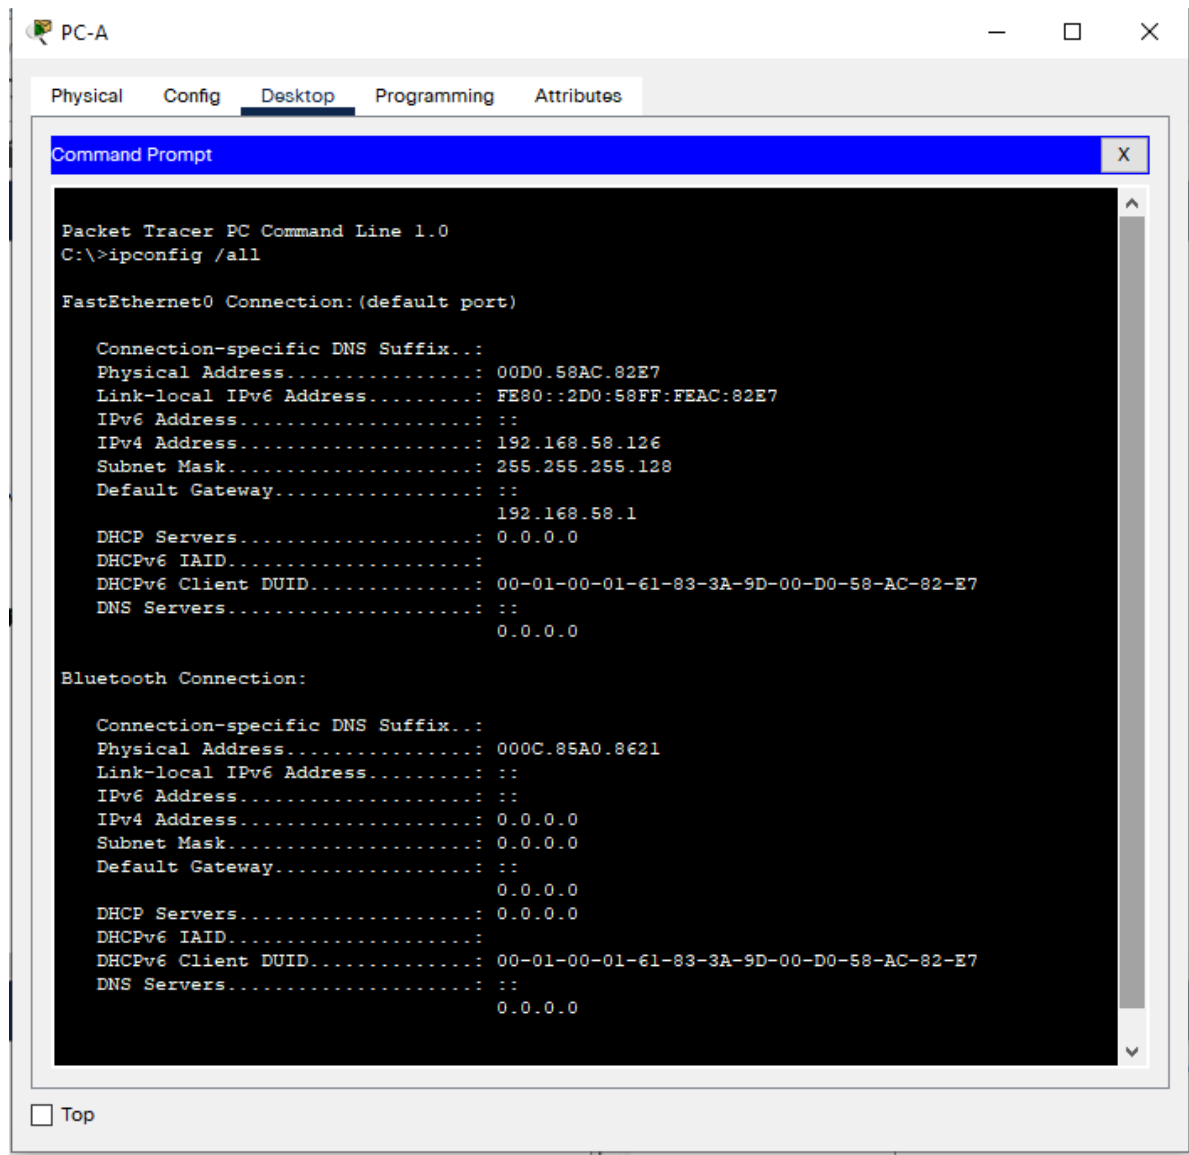 PC-A
Physical Config Desktop Programming Attributes
Command Prompt X
Packet Tracer PC Command Line 1.0
C:\>ipconfig /all
FastEthernet0 Connection:(default port)
Connection-specific DNS Suffix..:
Physical Address................: 00D0.58AC.82E7
Link-local IPv6 Address.........: FE80::2D0:58FF:FEAC:82E7
IPv6 Address....................: ::
IPv4 Address....................: 192.168.58.126
Subnet Mask.....................: 255.255.255.128
Default Gateway.................: ::
192.168.58.1
DHCP Servers....................: 0.0.0.0
DHCPv6 IAID.....................:
DHCPv6 Client DUID..............: 00-01-00-01-61-83-3A-9D-00-D0-58-AC-82-E7
DNS Servers.....................: ::
0.0.0.0
Bluetooth Connection:
Connection-specific DNS Suffix..:
Physical Address................: 000C.85A0.8621
Link-local IPv6 Address.........: ::
IPv6 Address....................: ::
IPv4 Address....................: 0.0.0.0
Subnet Mask.....................: 0.0.0.0
Default Gateway.................: ::
0.0.0.0
DHCP Servers....................: 0.0.0.0
DHCPv6 IAID.....................:
DHCPv6 Client DUID..............: 00-01-00-01-61-83-3A-9D-00-D0-58-AC-82-E7
DNS Servers.....................: ::
0.0.0.0
Top